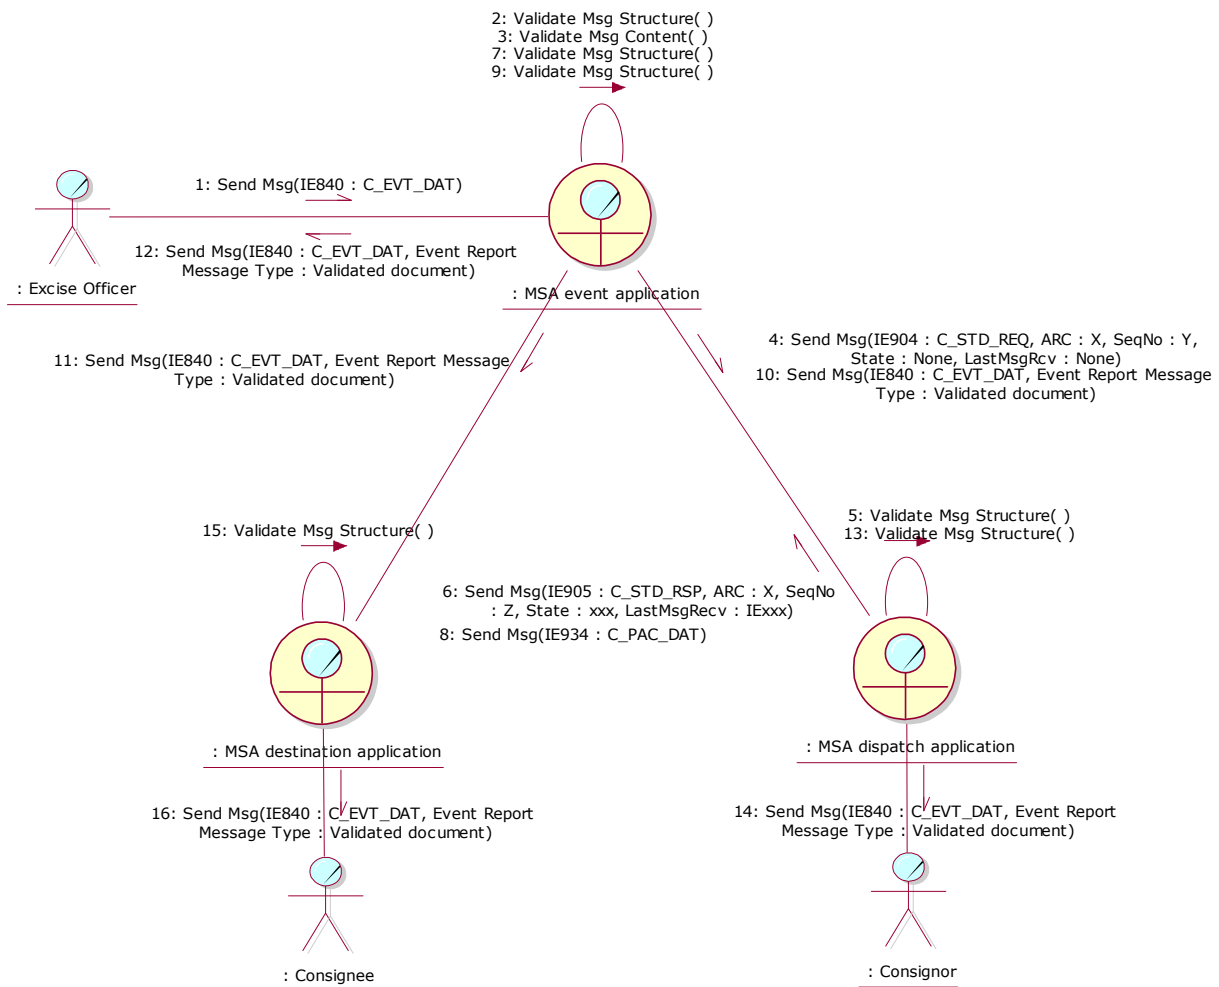 2: Validate Msg Structure( )
3: Validate Msg Content( )
7: Validate Msg Structure( )
9: Validate Msg Structure( )
1: Send Msg(IE840 : C_EVT_DAT)
12: Send Msg(IE840 : C_EVT_DAT, Event Report
Message Type : Validated document)
: Excise Officer
: MSA event application
11: Send Msg(IE840 : C_EVT_DAT, Event Report Message
Type : Validated document)
4: Send Msg(IE904 : C_STD_REQ, ARC : X, SeqNo : Y,
State : None, LastMsgRcv : None)
10: Send Msg(IE840 : C_EVT_DAT, Event Report Message
Type : Validated document)
15: Validate Msg Structure( )
5: Validate Msg Structure( )
13: Validate Msg Structure( )
6: Send Msg(IE905 : C_STD_RSP, ARC : X, SeqNo
: Z, State : xxx, LastMsgRecv : IExxx)
8: Send Msg(IE934 : C_PAC_DAT)
: MSA destination application
: MSA dispatch application
16: Send Msg(IE840 : C_EVT_DAT, Event Report
Message Type : Validated document)
14: Send Msg(IE840 : C_EVT_DAT, Event Report
Message Type : Validated document)
: Consignee
: Consignor